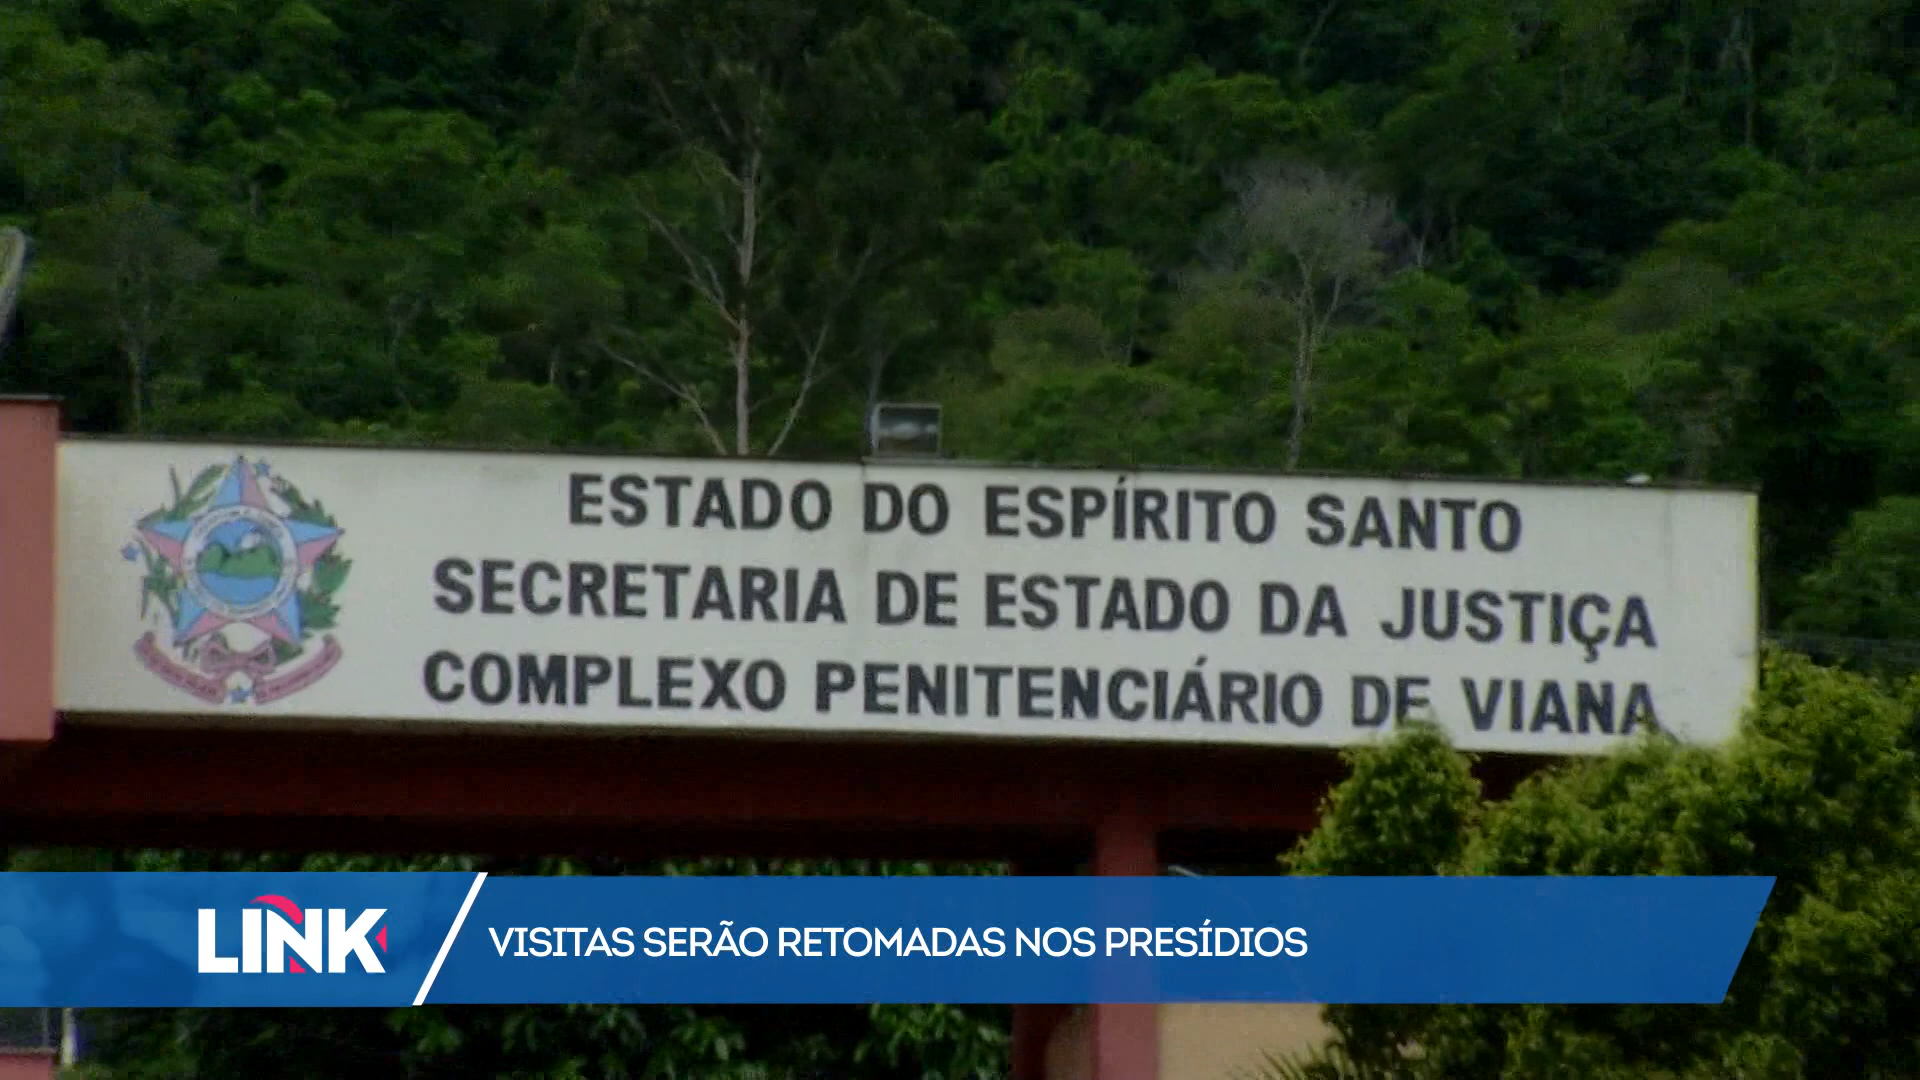 ESTADO DO ESPÍRITO SANTO
SECRETARIA DE ESTADO DA JUSTIÇA
COMPLEXO PENITENCIÁRIO DE VIANA
LINK
VISITAS SERÃO RETOMADAS NOS PRESÍDIOS